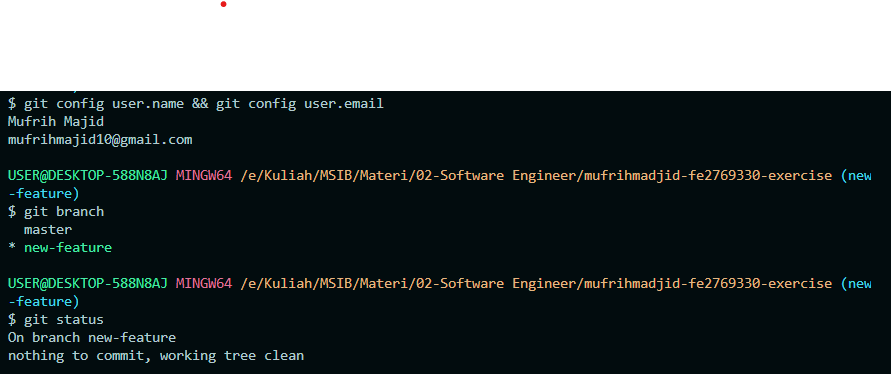 $ git config user.name && git config user.email
Mufrih Majid
mufrihmajid10@gmail.com
USER@DESKTOP-588N8AJ MINGW64 /e/Kuliah/MSIB/Materi/02-Software Engineer/mufrihmadjid-fe2769330-exercise (new
-feature)
$ git branch
  master
* new-feature
USER@DESKTOP-588N8AJ MINGW64 /e/Kuliah/MSIB/Materi/02-Software Engineer/mufrihmadjid-fe2769330-exercise (new
-feature)
$ git status
On branch new-feature
nothing to commit, working tree clean